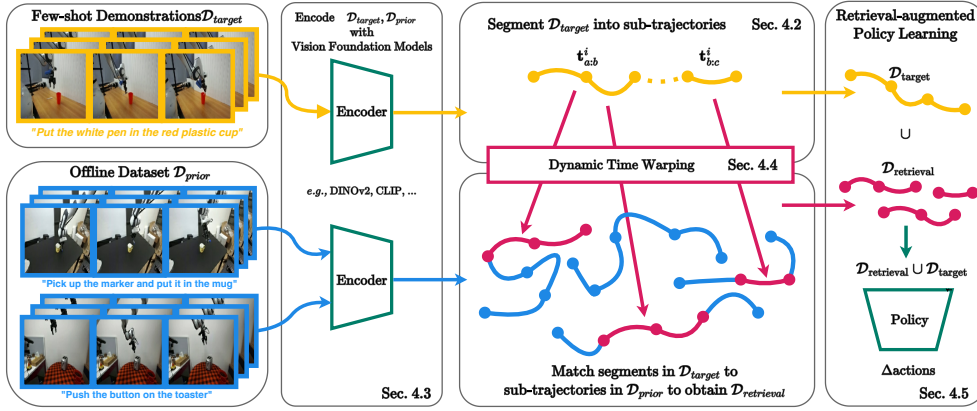 Few-shot Demonstrations𝒟target
"Put the white pen in the red plastic cup"
Offline Dataset 𝒟prior
"Pick up the marker and put it in the mug"
"Push the button on the toaster"
Encode 𝒟target, 𝒟prior
with
Vision Foundation Models
Encoder
e.g., DINOv2, CLIP, ...
Encoder
Sec. 4.3
Segment 𝒟target into sub-trajectories Sec. 4.2
t^i_{a:b} t^i_{b:c}
Dynamic Time Warping Sec. 4.4
Match segments in 𝒟target to
sub-trajectories in 𝒟prior to obtain 𝒟retrieval
Retrieval-augmented
Policy Learning
𝒟target
∪
𝒟retrieval
𝒟retrieval ∪ 𝒟target
Policy
Δactions
Sec. 4.5